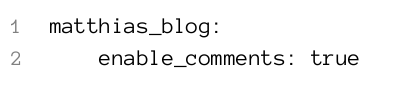 1 matthias_blog:
2     enable_comments: true